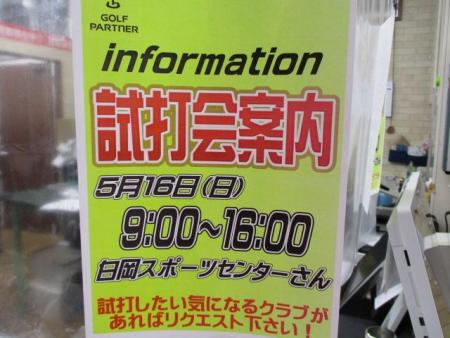 GOLF
PARTNER
information
試打会案内
5月16日(日)
9:00～16:00
白岡スポーツセンターさん
試打したい気になるクラブが
あればリクエスト下さい！